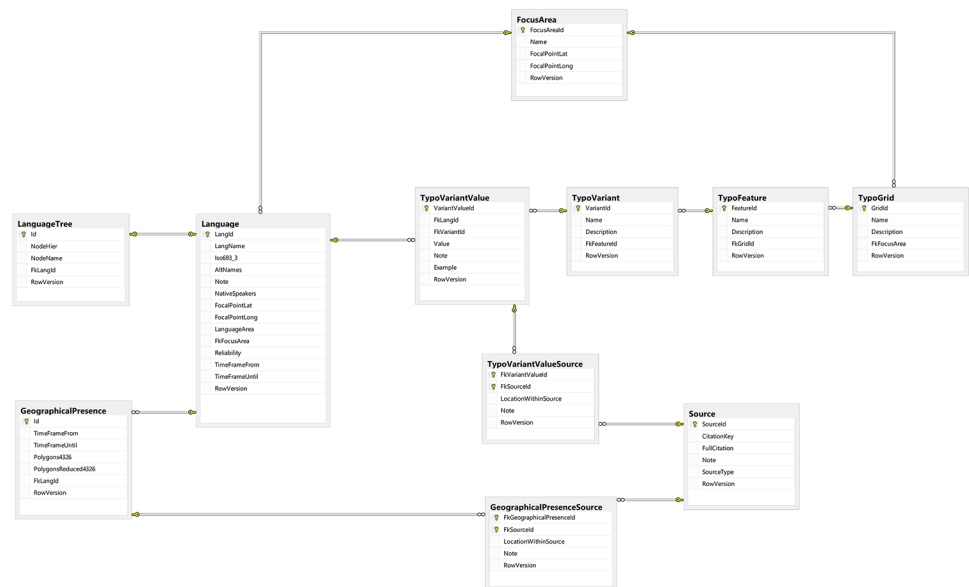 FocusArea
FocusAreaId
Name
FocalPointLat
FocalPointLong
RowVersion
LanguageTree
Id
NodeHier
NodeName
FkLangId
RowVersion
Language
LangId
LangName
Iso693_3
AltNames
Note
NativeSpeakers
FocalPointLat
FocalPointLong
LanguageArea
FkFocusArea
Reliability
TimeFrameFrom
TimeFrameUntil
RowVersion
TypoVariantValue
VariantValueId
FkLangId
FkVariantId
Value
Note
Example
RowVersion
TypoVariant
VariantId
Name
Description
FkFeatureId
RowVersion
TypoFeature
FeatureId
Name
Description
FkGridId
RowVersion
TypoGrid
GridId
Name
Description
FkFocusArea
RowVersion
TypoVariantValueSource
FkVariantValueId
FkSourceId
LocationWithinSource
Note
RowVersion
GeographicalPresence
Id
TimeFrameFrom
TimeFrameUntil
Polygons4326
PolygonsReduced4326
FkLangId
RowVersion
Source
SourceId
CitationKey
FullCitation
Note
SourceType
RowVersion
GeographicalPresenceSource
FkGeographicalPresenceId
FkSourceId
LocationWithinSource
Note
RowVersion